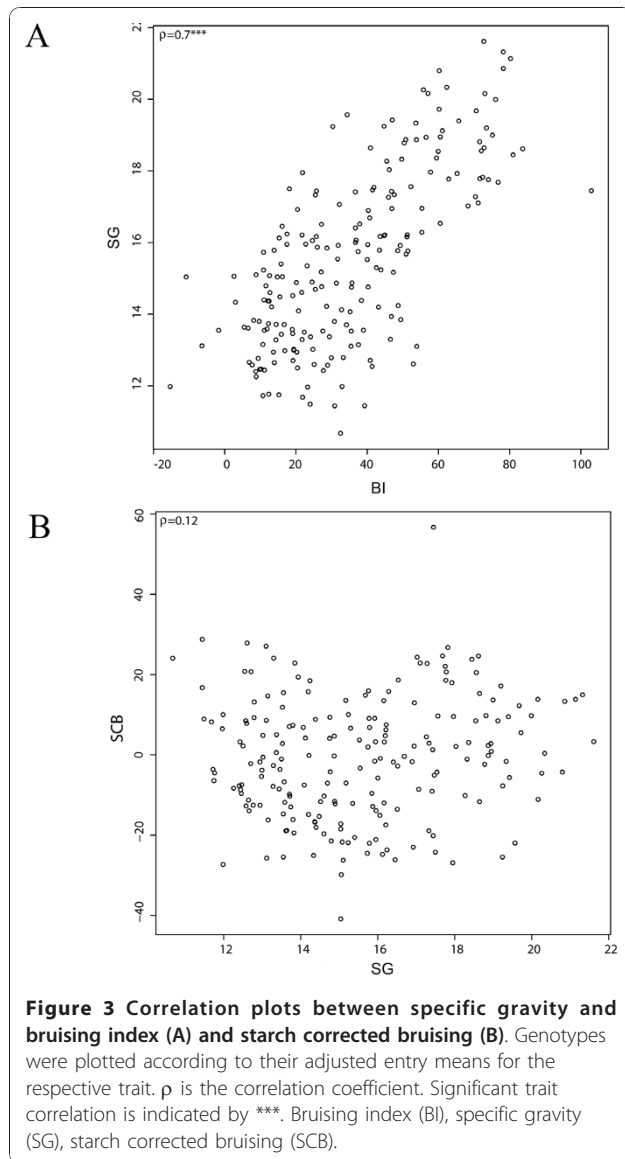 A
ρ=0.7***
22
20
18
16
14
12
SG
-20 0 20 40 60 80 100
BI
B
ρ=0.12
60
40
20
0
-20
-40
SCB
12 14 16 18 20 22
SG
Figure 3 Correlation plots between specific gravity and
bruising index (A) and starch corrected bruising (B). Genotypes
were plotted according to their adjusted entry means for the
respective trait. ρ is the correlation coefficient. Significant trait
correlation is indicated by ***. Bruising index (BI), specific gravity
(SG), starch corrected bruising (SCB).